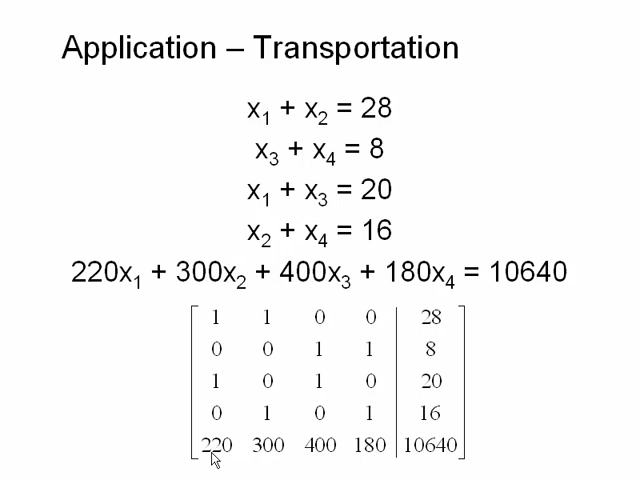 Application – Transportation
x₁ + x₂ = 28
x₃ + x₄ = 8
x₁ + x₃ = 20
x₂ + x₄ = 16
220x₁ + 300x₂ + 400x₃ + 180x₄ = 10640
1 1 0 0 28
0 0 1 1 8
1 0 1 0 20
0 1 0 1 16
220 300 400 180 10640